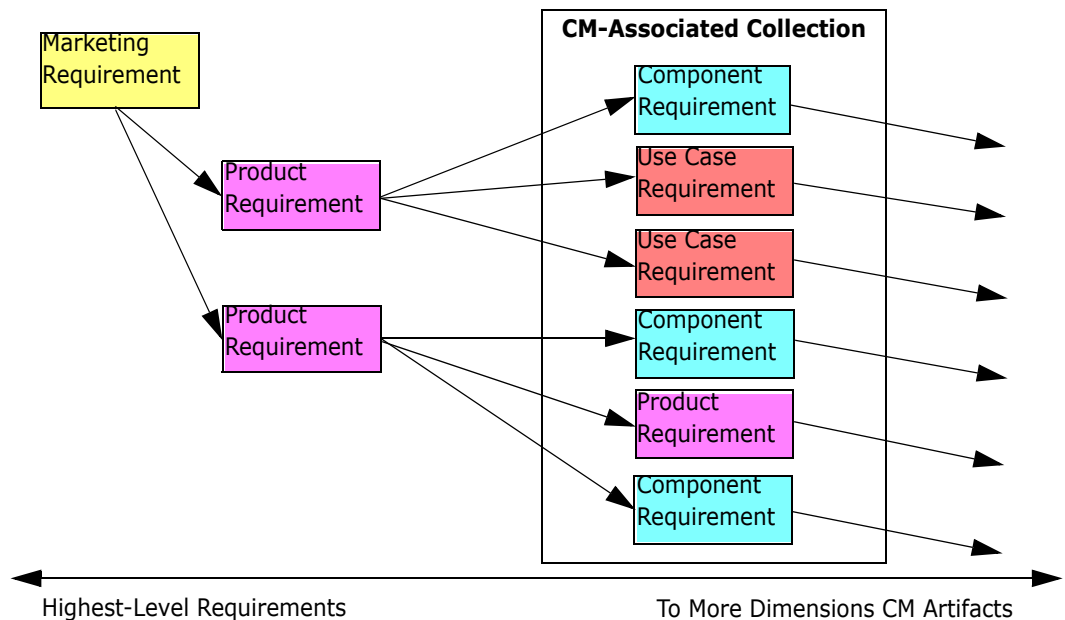 CM-Associated Collection
Marketing
Requirement
Component
Requirement
Product
Requirement
Use Case
Requirement
Use Case
Requirement
Product
Requirement
Component
Requirement
Product
Requirement
Component
Requirement
Highest-Level Requirements
To More Dimensions CM Artifacts